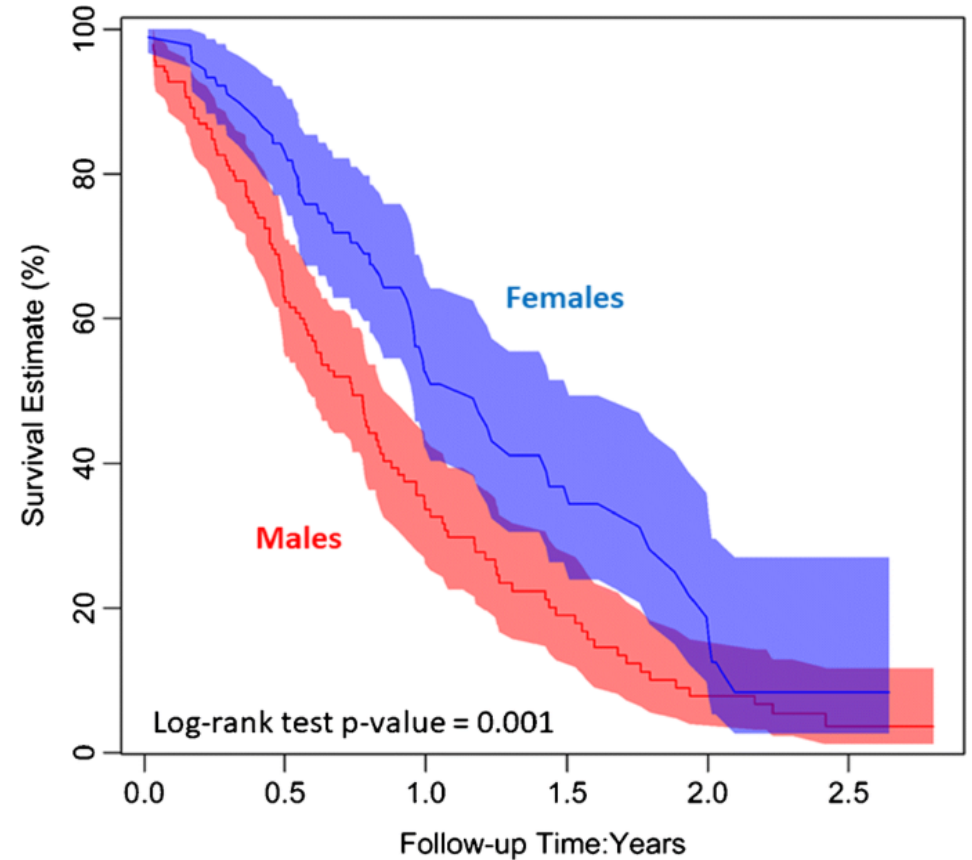 100
80
60
40
20
0
Survival Estimate (%)
Females
Males
Log-rank test p-value = 0.001
0.0 0.5 1.0 1.5 2.0 2.5
Follow-up Time:Years